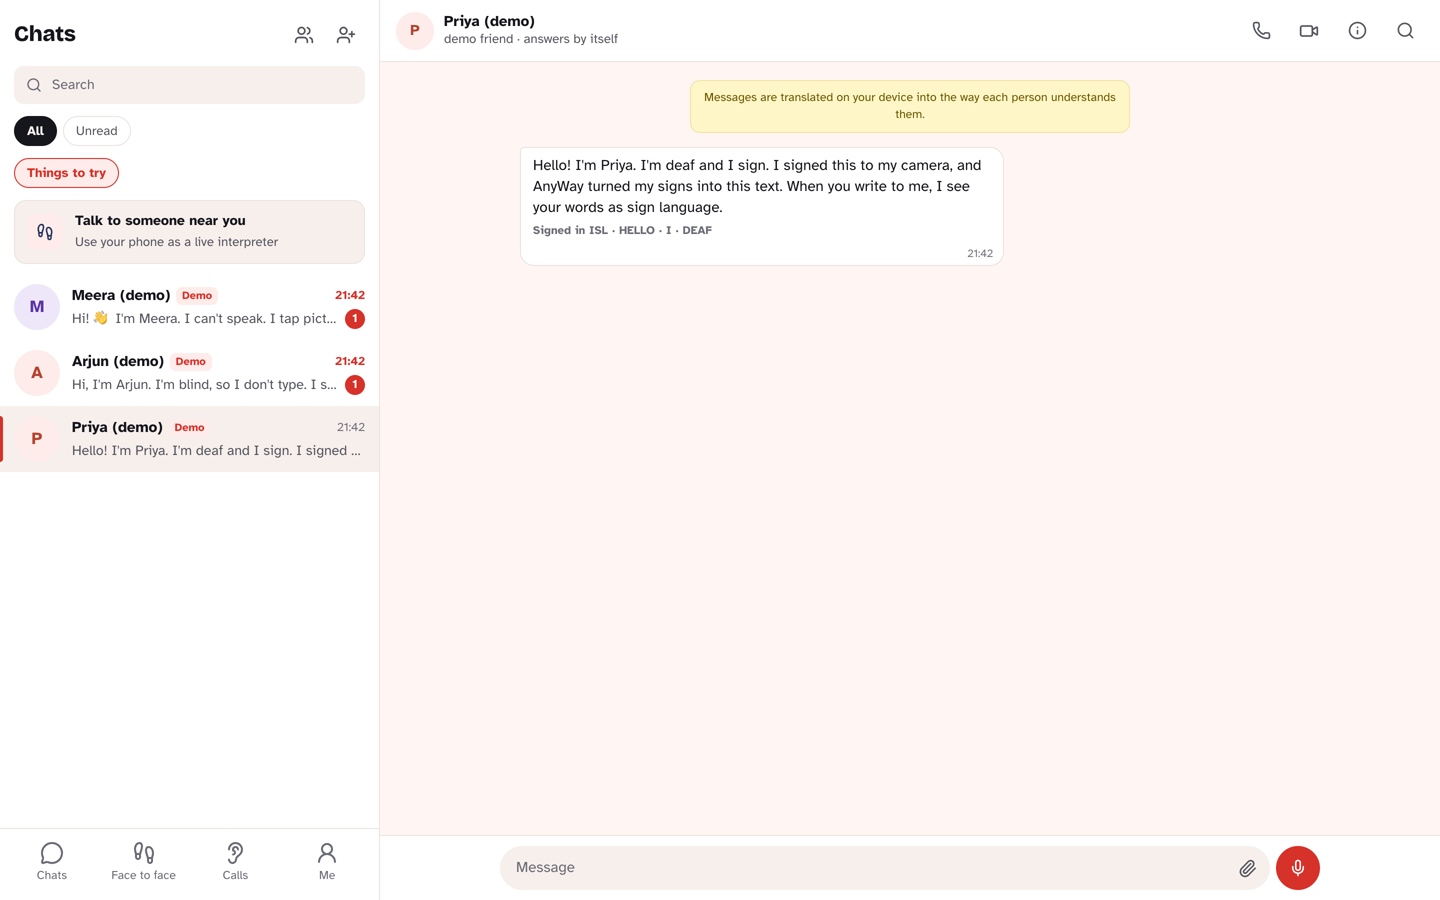 Chats
Search
All
Unread
Things to try
Talk to someone near you
Use your phone as a live interpreter
M
Meera (demo) Demo 21:42
Hi! 👋 I'm Meera. I can't speak. I tap pict... 1
A
Arjun (demo) Demo 21:42
Hi, I'm Arjun. I'm blind, so I don't type. I s... 1
P
Priya (demo) Demo 21:42
Hello! I'm Priya. I'm deaf and I sign. I signed ...
Chats
Face to face
Calls
Me
P
Priya (demo)
demo friend · answers by itself
Messages are translated on your device into the way each person understands
them.
Hello! I'm Priya. I'm deaf and I sign. I signed this to my camera, and
AnyWay turned my signs into this text. When you write to me, I see
your words as sign language.
Signed in ISL · HELLO · I · DEAF
21:42
Message